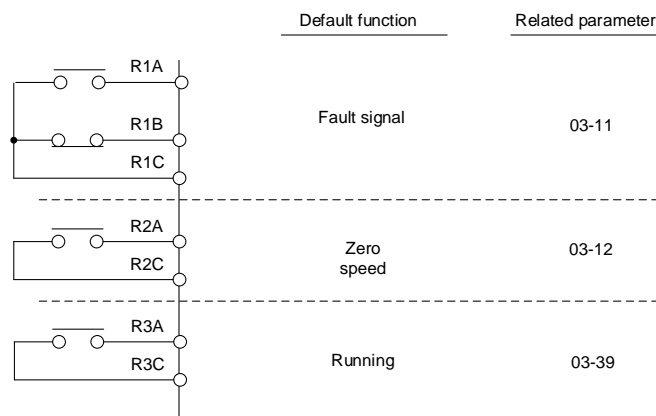 Default function Related parameter
R1A
R1B
R1C
Fault signal
03-11
R2A
R2C
Zero
speed
03-12
R3A
R3C
Running
03-39